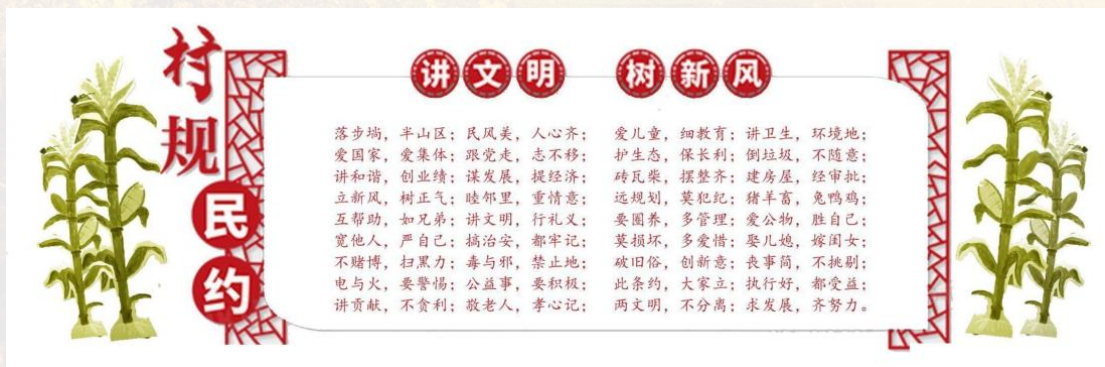 村规民约
讲文明 树新风
落步埫，半山区；民风美，人心齐；
爱国家，爱集体；跟党走，志不移；
讲和谐，创业绩；谋发展，提经济；
立新风，树正气；睦邻里，重情意；
互帮助，如兄弟；讲文明，行礼义；
宽他人，严自己；搞治安，都牢记；
不赌博，扫黑力；毒与邪，禁止地；
电与火，要警惕；公益事，要积极；
讲贡献，不贪利；敬老人，孝心记；
爱儿童，细教育；讲卫生，环境地；
护生态，保长利；倒垃圾，不随意；
砖瓦柴，摆整齐；建房屋，经审批；
远规划，莫犯纪；猪羊畜，兔鸭鸡；
要圈养，多管理；爱公物，胜自己；
莫损坏，多爱惜；娶儿媳，嫁闺女；
破旧俗，创新意；丧事简，不挑剔；
此条约，大家立；执行好，都受益；
两文明，不分离；求发展，齐努力。